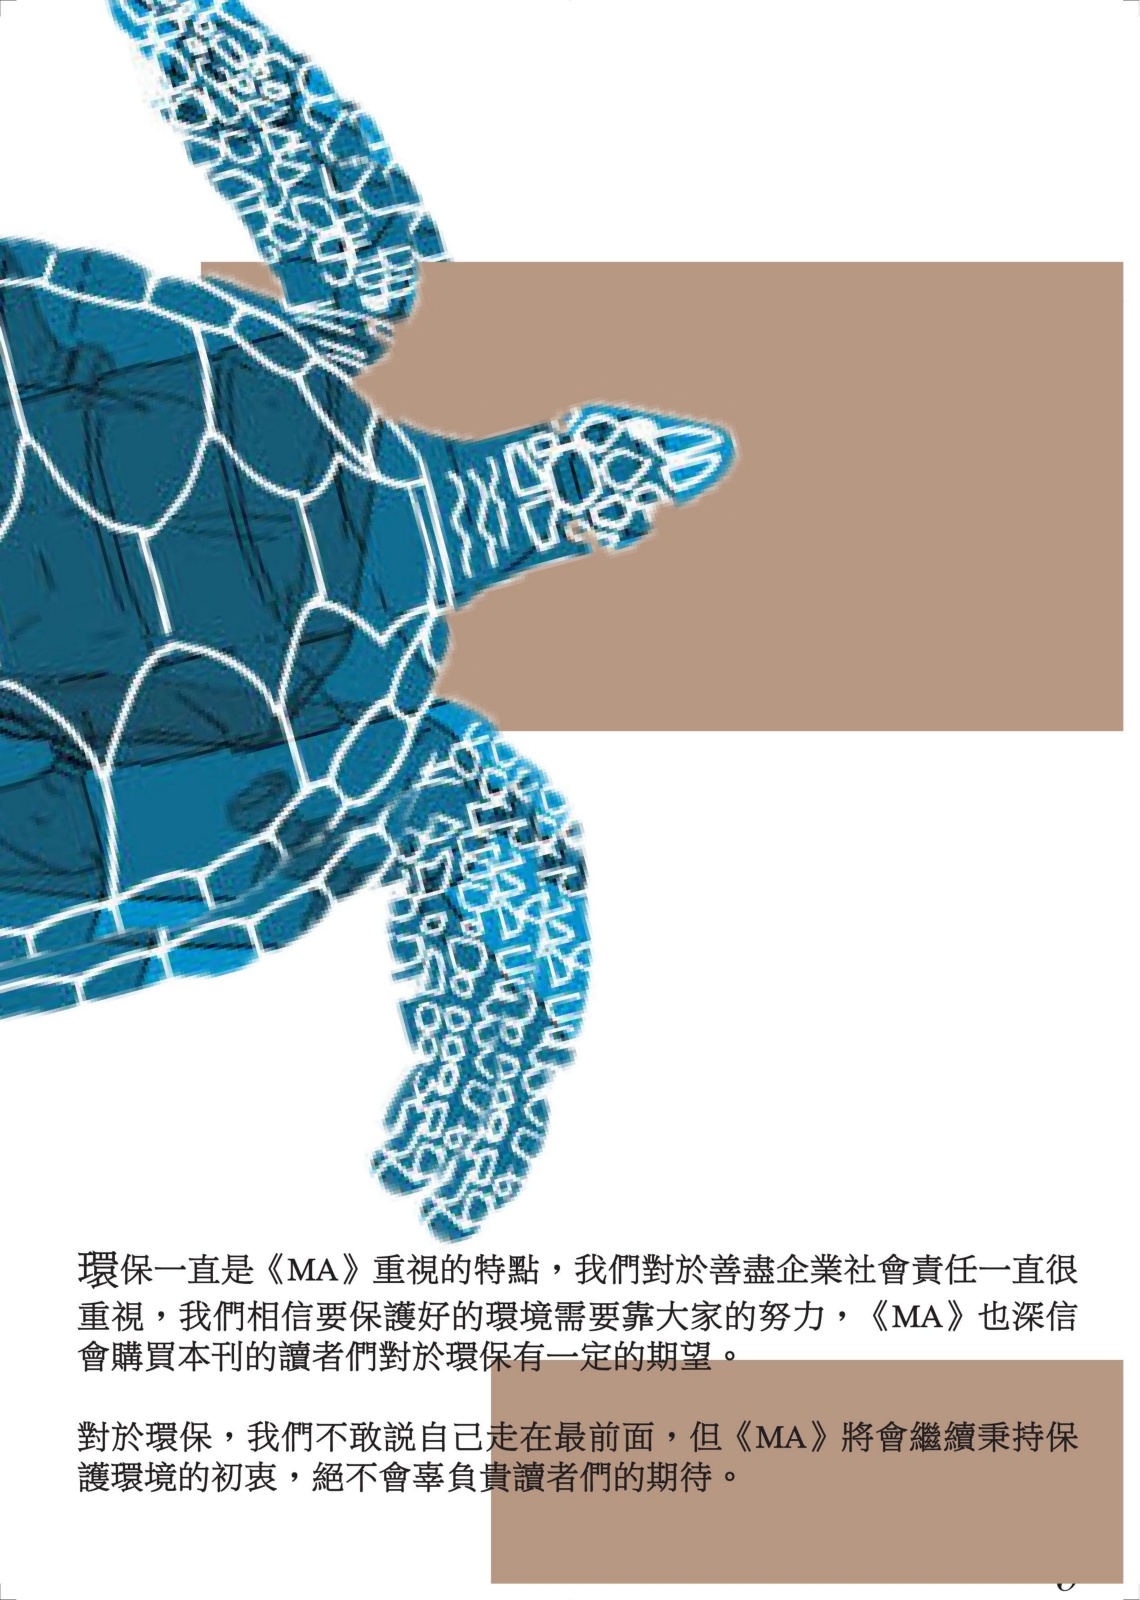 環保一直是《MA》重視的特點，我們對於善盡企業社會責任一直很
重視，我們相信要保護好的環境需要靠大家的努力，《MA》也深信
會購買本刊的讀者們對於環保有一定的期望。
對於環保，我們不敢説自己走在最前面，但《MA》將會繼續秉持保
護環境的初衷，絕不會辜負貴讀者們的期待。